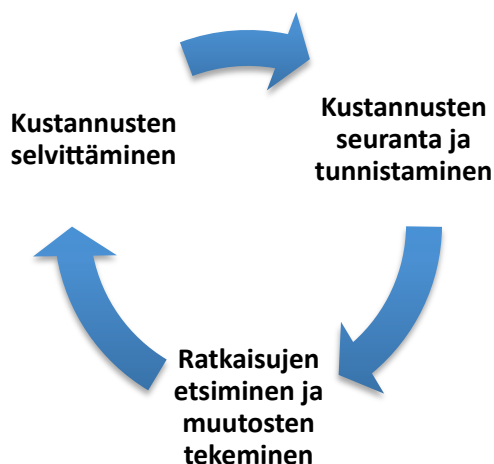 Kustannusten
selvittäminen
Kustannusten
seuranta ja
tunnistaminen
Ratkaisujen
etsiminen ja
muutosten
tekeminen